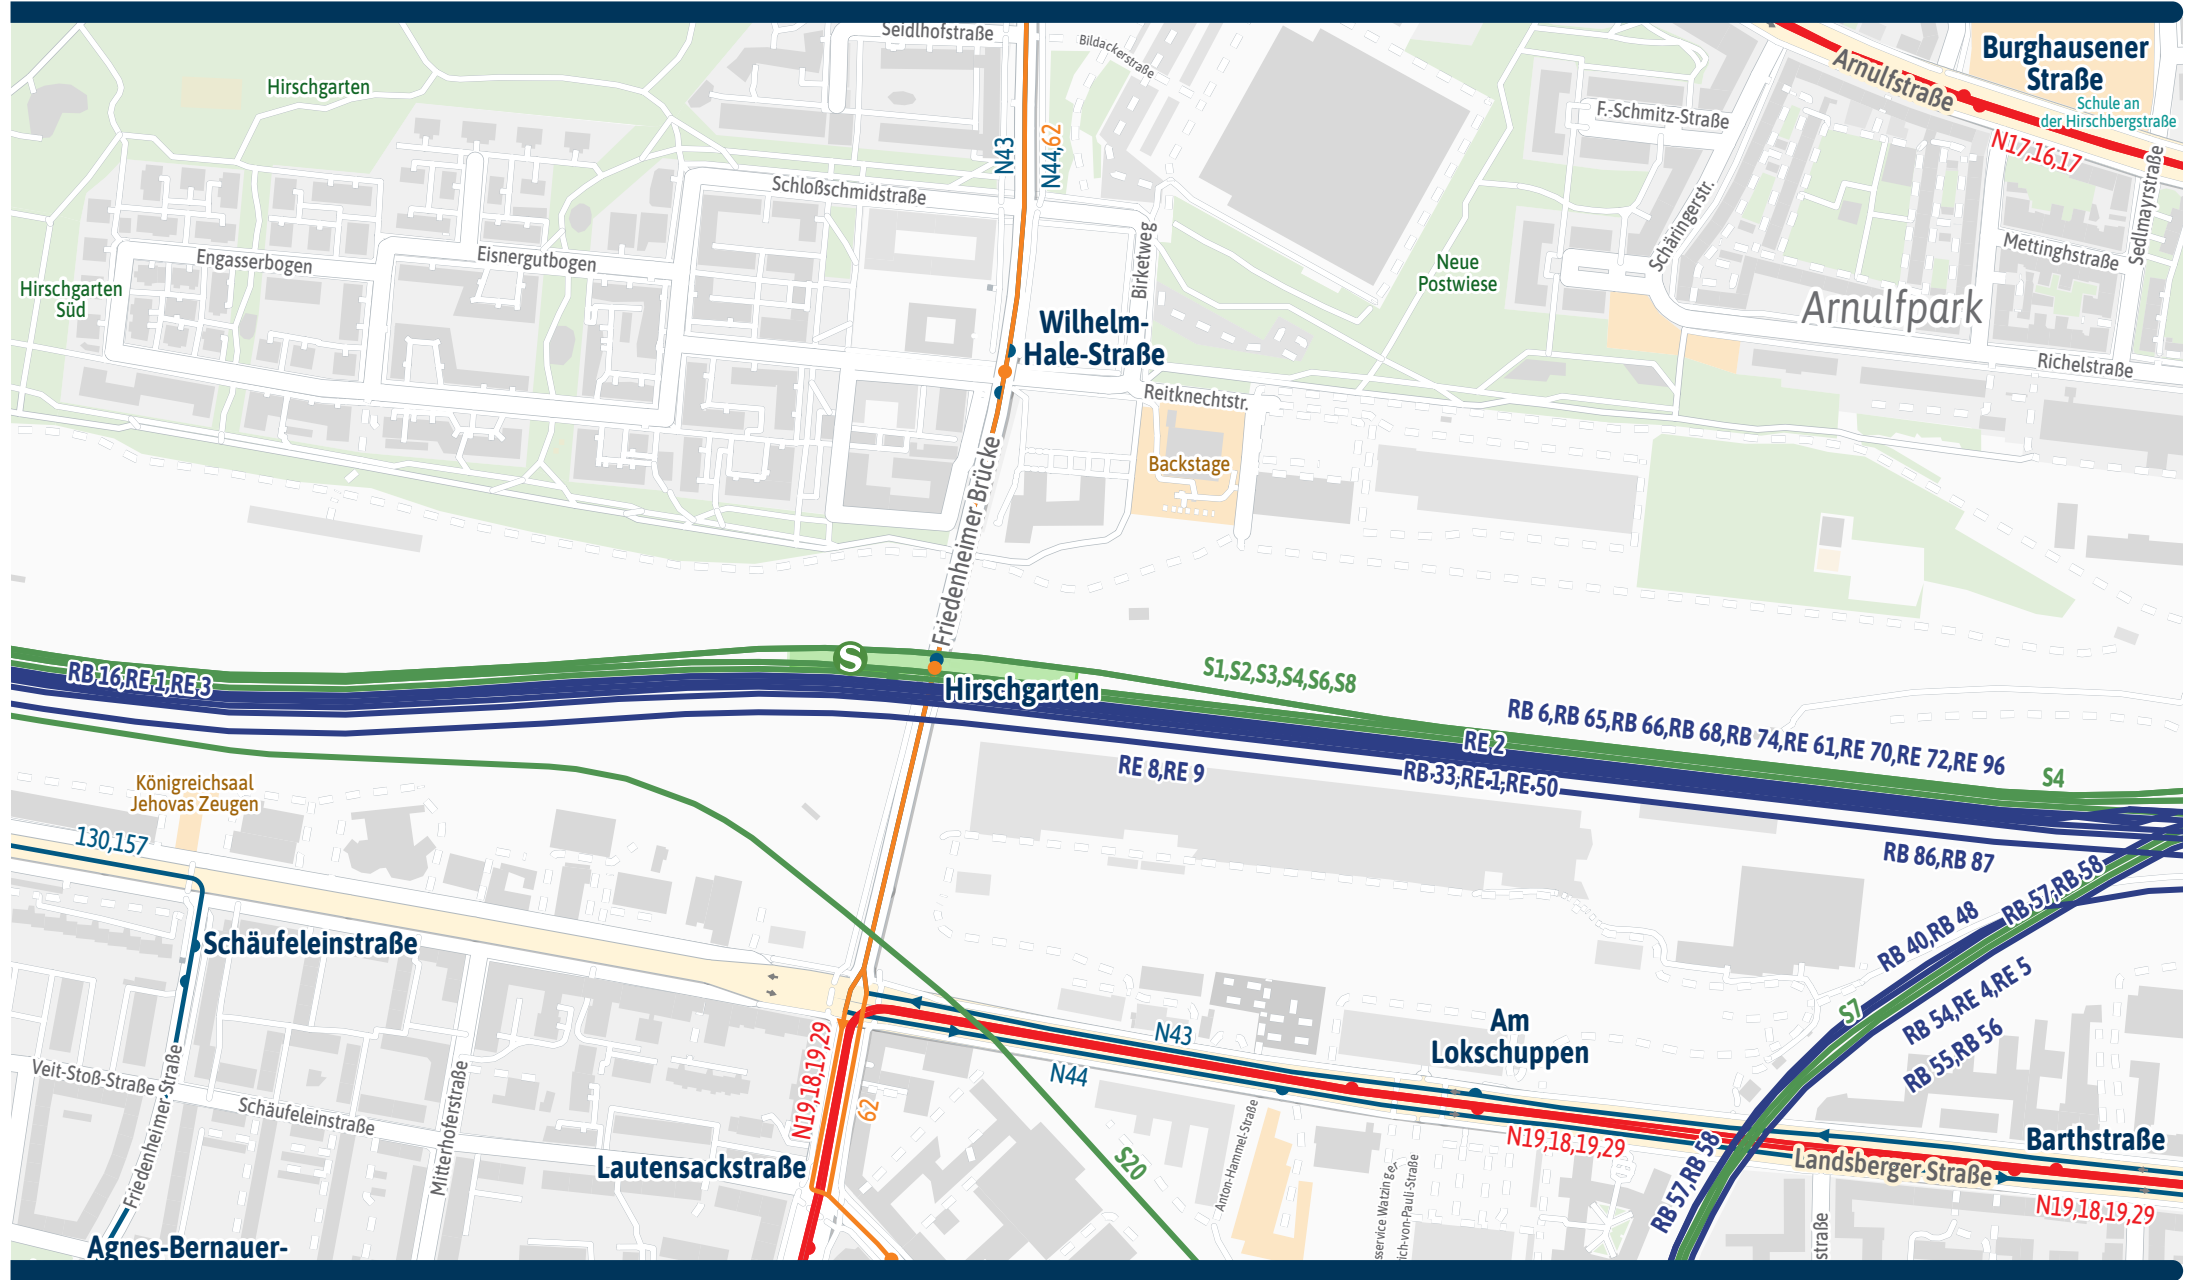 Seidlhofstraße
Bildackerstraße
Burghausener
Straße
Arnulfstraße
Schule an
der Hirschbergstraße
N17,16,17
Hirschgarten
F.-Schmitz-Straße
N43
N44,62
Schloßschmidstraße
Schäringerstr.
Sedlmayrstraße
Mettinghstraße
Engasserbogen
Eisnergutbogen
Birketweg
Neue
Postwiese
Hirschgarten
Süd
Arnulfpark
Wilhelm-
Hale-Straße
Richelstraße
Reitknechtstr.
Backstage
Friedenheimer-Brücke
S
Hirschgarten
RB 16,RE 1,RE 3
S1,S2,S3,S4,S6,S8
RB 6,RB 65,RB 66,RB 68,RB 74,RE 61,RE 70,RE 72,RE 96
RE 2
RE 8,RE 9
RB 33,RE 1,RE 50
S4
RB 86,RB 87
Königreichsaal
Jehovas Zeugen
130,157
RB 57,RB 58
RB 40,RB 48
Schäufeleinstraße
RB 54,RE 4,RE 5
S7
RB 55,RB 56
Am
Lokschuppen
N43
N44
N19,18,19,29
62
Veit-Stoß-Straße
Schäufeleinstraße
Friedenheimer-Straße
Mitterhoferstraße
Lautensackstraße
S20
Anton-Hammel-Straße
sservice Watzinge
ich-von-Pauli-Straße
N19,18,19,29
RB 57,RB 58
Landsberger-Straße
Barthstraße
N19,18,19,29
straße
Agnes-Bernauer-